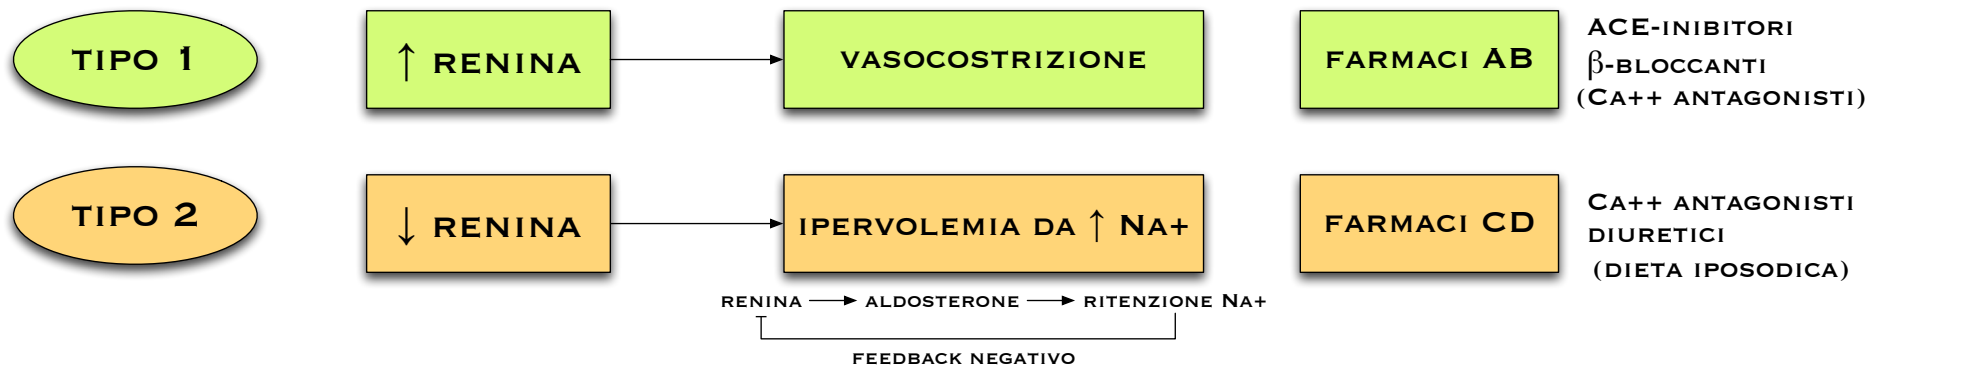 TIPO 1
↑ RENINA
VASOCOSTRIZIONE
FARMACI AB
ACE-INIBITORI
β-BLOCCANTI
(CA++ ANTAGONISTI)
TIPO 2
↓ RENINA
IPERVOLEMIA DA ↑ NA+
FARMACI CD
CA++ ANTAGONISTI
DIURETICI
(DIETA IPOSODICA)
RENINA → ALDOSTERONE → RITENZIONE NA+
FEEDBACK NEGATIVO